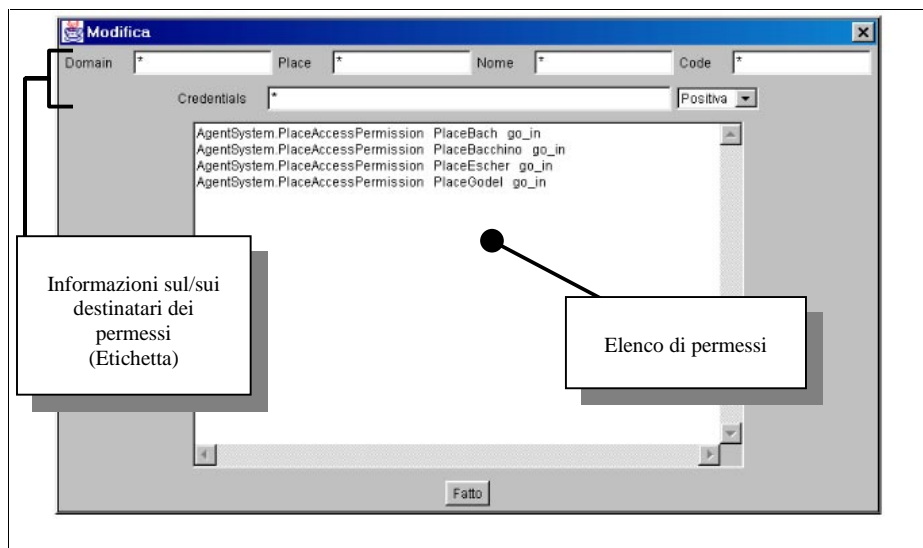 Modifica
Domain * Place * Nome * Code *
Credentials * Positiva
AgentSystem.PlaceAccessPermission PlaceBach go_in
AgentSystem.PlaceAccessPermission PlaceBacchino go_in
AgentSystem.PlaceAccessPermission PlaceEscher go_in
AgentSystem.PlaceAccessPermission PlaceGodel go_in
Informazioni sul/sui
destinatari dei
permessi
(Etichetta)
Elenco di permessi
Fatto